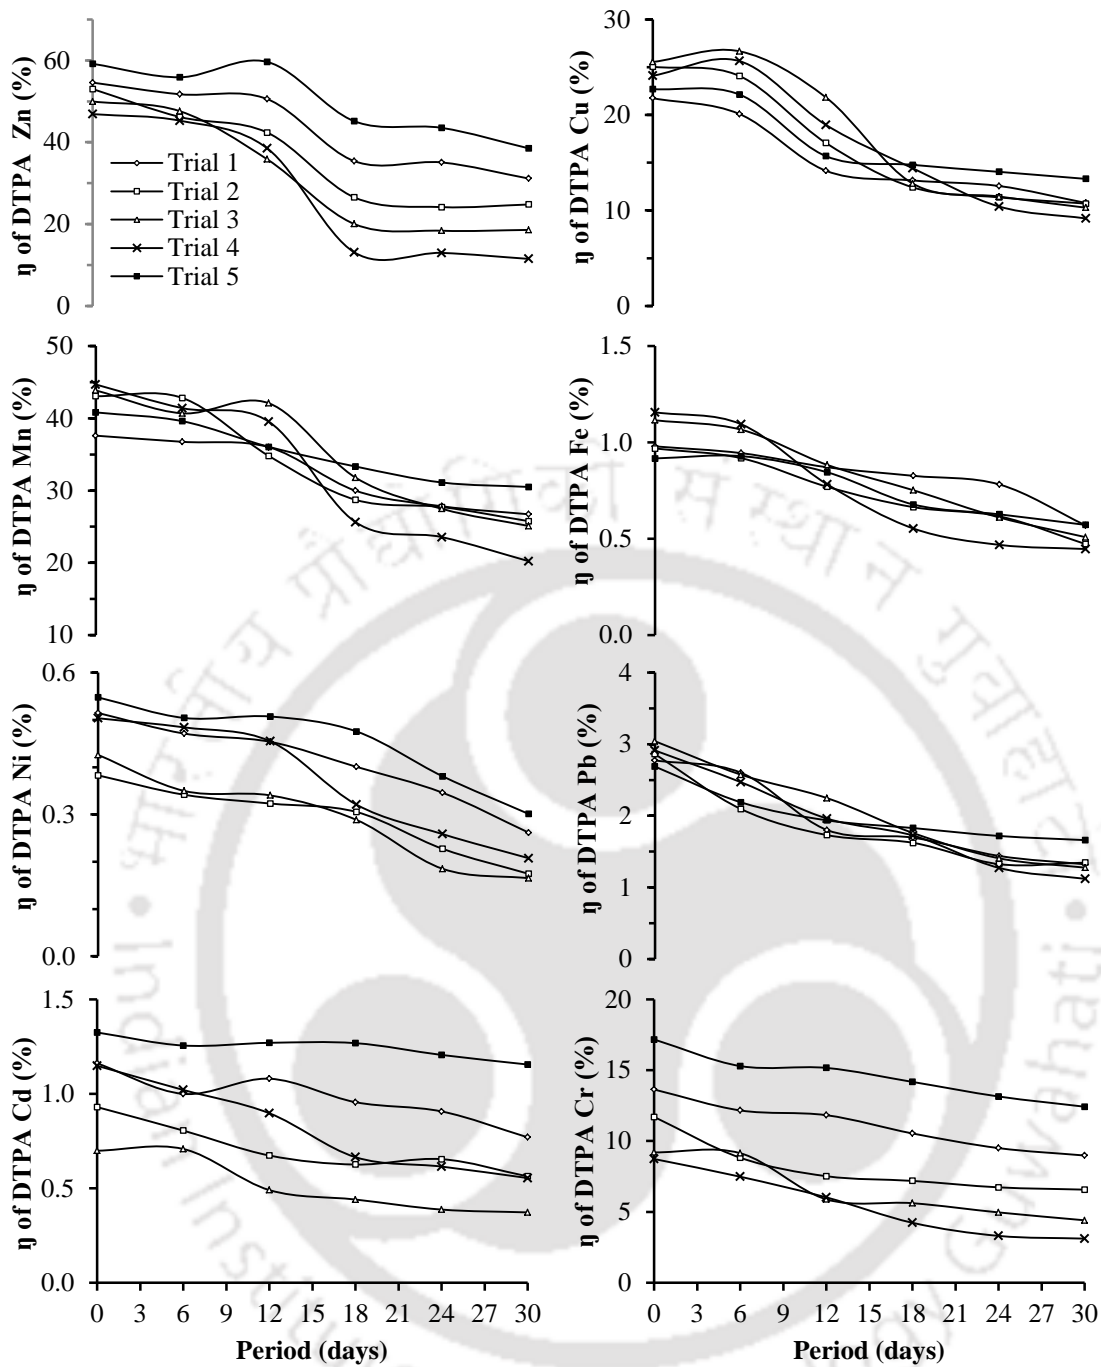 η of DTPA Zn (%)
60
40
20
0
Trial 1
Trial 2
Trial 3
Trial 4
Trial 5
η of DTPA Cu (%)
30
20
10
0
η of DTPA Mn (%)
50
40
30
20
10
η of DTPA Fe (%)
1.5
1.0
0.5
0.0
η of DTPA Ni (%)
0.6
0.3
0.0
η of DTPA Pb (%)
4
3
2
1
0
η of DTPA Cd (%)
1.5
1.0
0.5
0.0
0 3 6 9 12 15 18 21 24 27 30
Period (days)
η of DTPA Cr (%)
20
15
10
5
0
0 3 6 9 12 15 18 21 24 27 30
Period (days)
Indian Institute
Guwahati